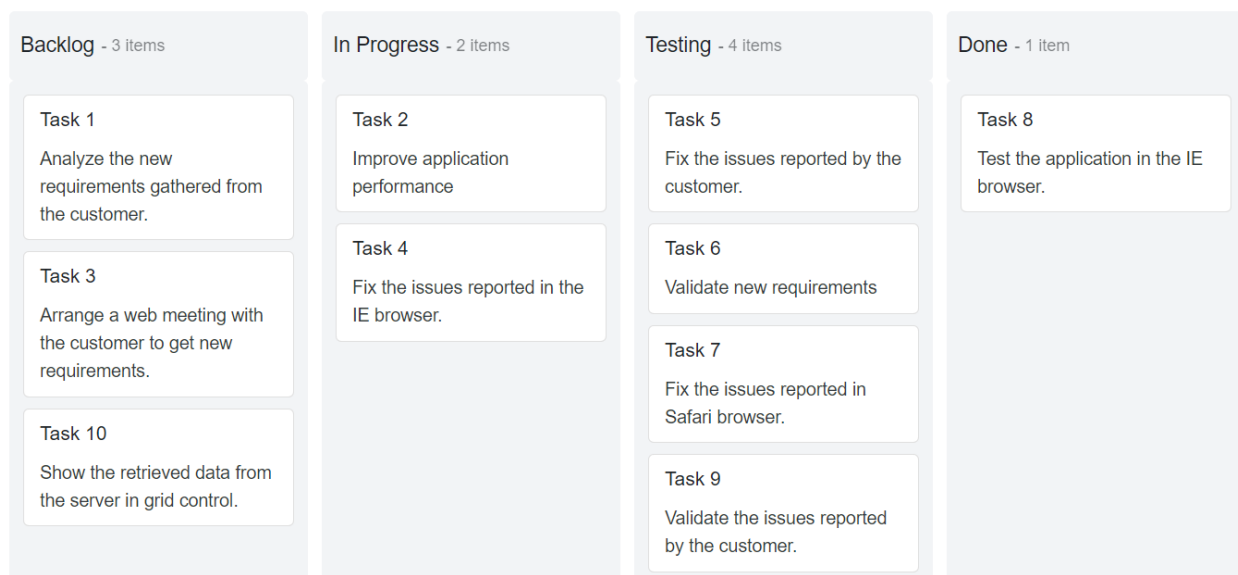 Backlog - 3 items
Task 1
Analyze the new
requirements gathered from
the customer.
Task 3
Arrange a web meeting with
the customer to get new
requirements.
Task 10
Show the retrieved data from
the server in grid control.
In Progress - 2 items
Task 2
Improve application
performance
Task 4
Fix the issues reported in the
IE browser.
Testing - 4 items
Task 5
Fix the issues reported by the
customer.
Task 6
Validate new requirements
Task 7
Fix the issues reported in
Safari browser.
Task 9
Validate the issues reported
by the customer.
Done - 1 item
Task 8
Test the application in the IE
browser.